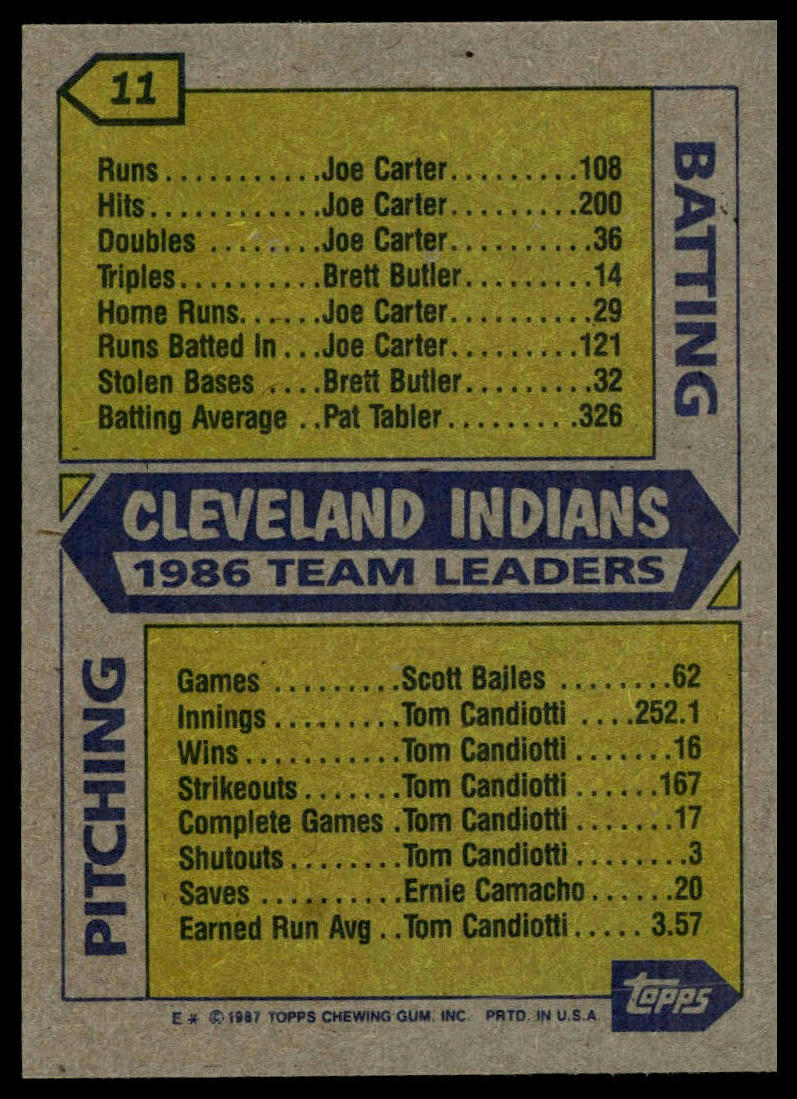 11
BATTING
Runs...........Joe Carter.........108
Hits............Joe Carter.........200
Doubles .......Joe Carter..........36
Triples..........Brett Butler.........14
Home Runs......Joe Carter..........29
Runs Batted In ...Joe Carter.........121
Stolen Bases ....Brett Butler.........32
Batting Average ..Pat Tabler.........326
CLEVELAND INDIANS
1986 TEAM LEADERS
PITCHING
Games .........Scott Bailes ........62
Innings.........Tom Candiotti ....252.1
Wins...........Tom Candiotti .......16
Strikeouts.......Tom Candiotti ......167
Complete Games .Tom Candiotti .......17
Shutouts........Tom Candiotti ........3
Saves ..........Ernie Camacho......20
Earned Run Avg ..Tom Candiotti..... 3.57
topps
E * © 1987 TOPPS CHEWING GUM, INC. PRTD. IN U.S.A.